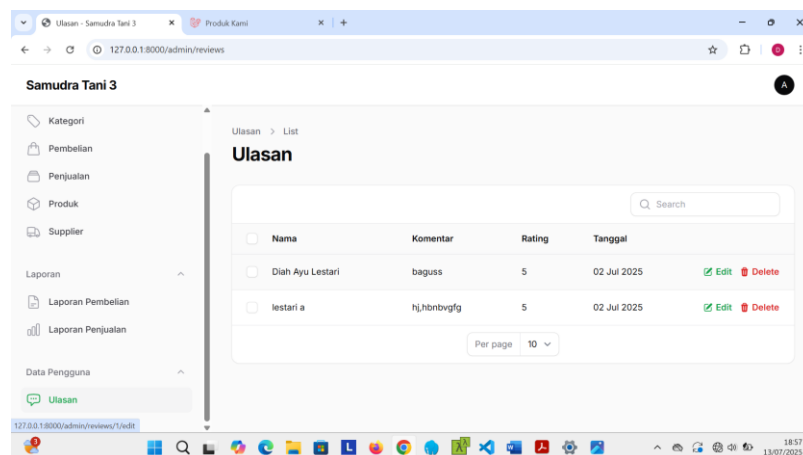 Ulasan - Samudra Tani 3
Produk Kami
127.0.0.1:8000/admin/reviews
D
Samudra Tani 3
A
Kategori
Pembelian
Penjualan
Produk
Supplier
Laporan
Laporan Pembelian
Laporan Penjualan
Data Pengguna
Ulasan
127.0.0.1:8000/admin/reviews/1/edit
Ulasan > List
Ulasan
Search
Nama Komentar Rating Tanggal
Diah Ayu Lestari baguss 5 02 Jul 2025 Edit Delete
lestari a hj,hbnbvgfg 5 02 Jul 2025 Edit Delete
Per page 10
3
L
18:57
13/07/2025